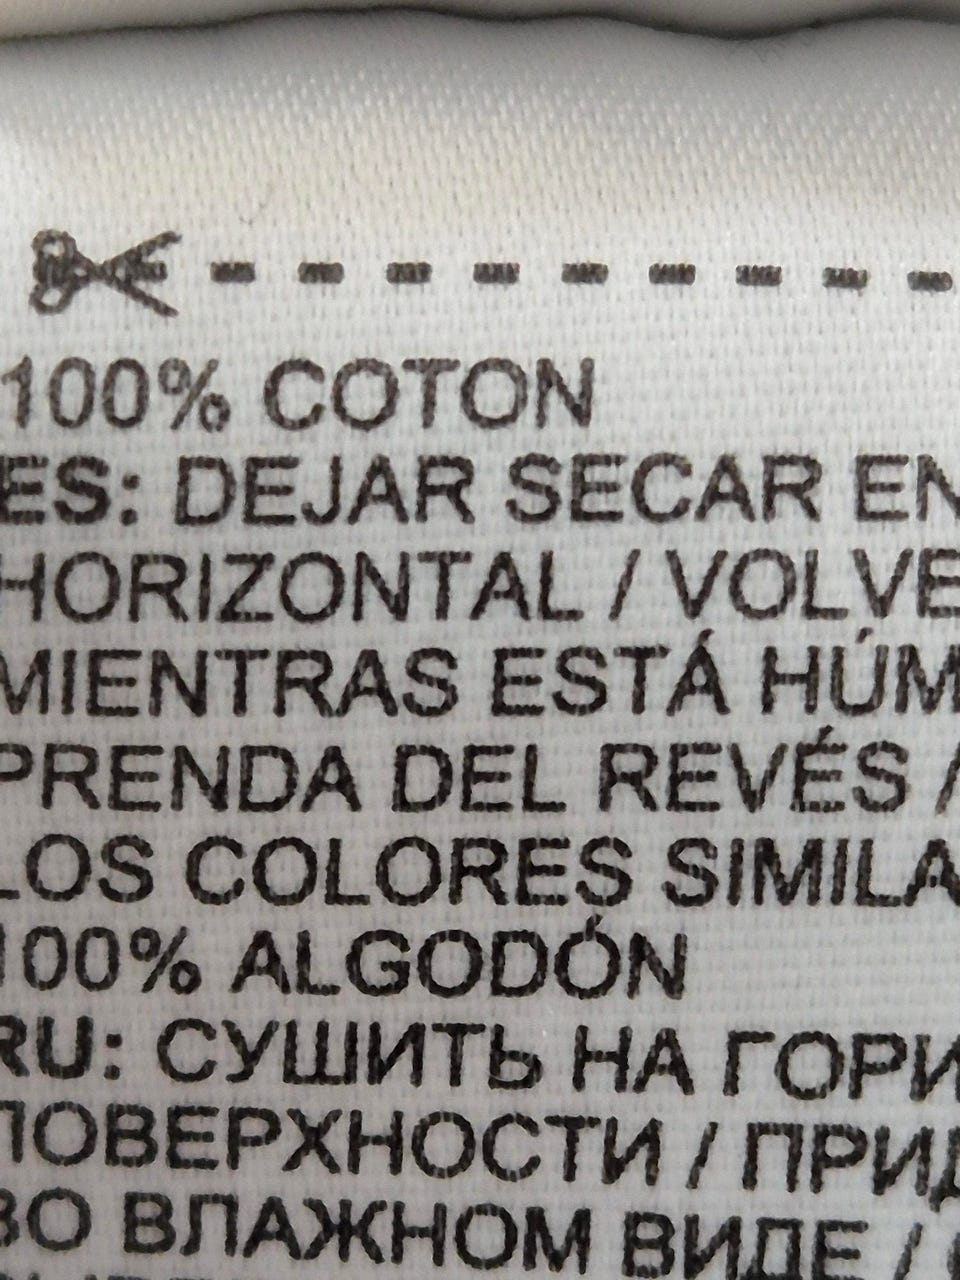 100% COTON
ES: DEJAR SECAR EN
HORIZONTAL / VOLVE
MIENTRAS ESTÁ HÚM
PRENDA DEL REVÉS /
LOS COLORES SIMILA
100% ALGODÓN
RU: СУШИТЬ НА ГОРИ
ПОВЕРХНОСТИ / ПРИД
ВО ВЛАЖНОМ ВИДЕ /